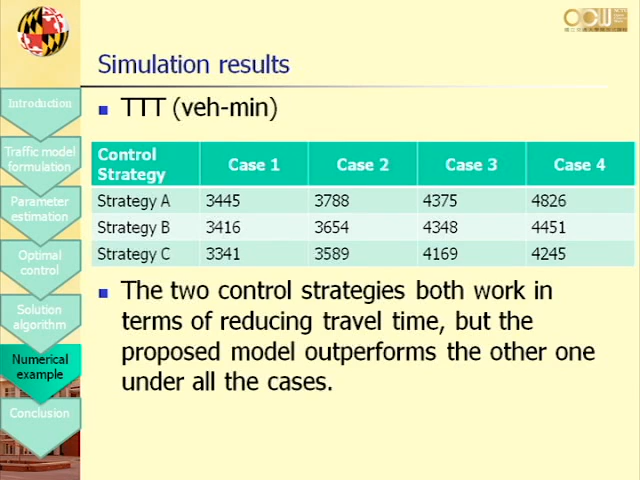 Simulation results
TTT (veh-min)
Control Strategy Case 1 Case 2 Case 3 Case 4
Strategy A 3445 3788 4375 4826
Strategy B 3416 3654 4348 4451
Strategy C 3341 3589 4169 4245
The two control strategies both work in
terms of reducing travel time, but the
proposed model outperforms the other one
under all the cases.
Introduction
Traffic model
formulation
Parameter
estimation
Optimal
control
Solution
algorithm
Numerical
example
Conclusion